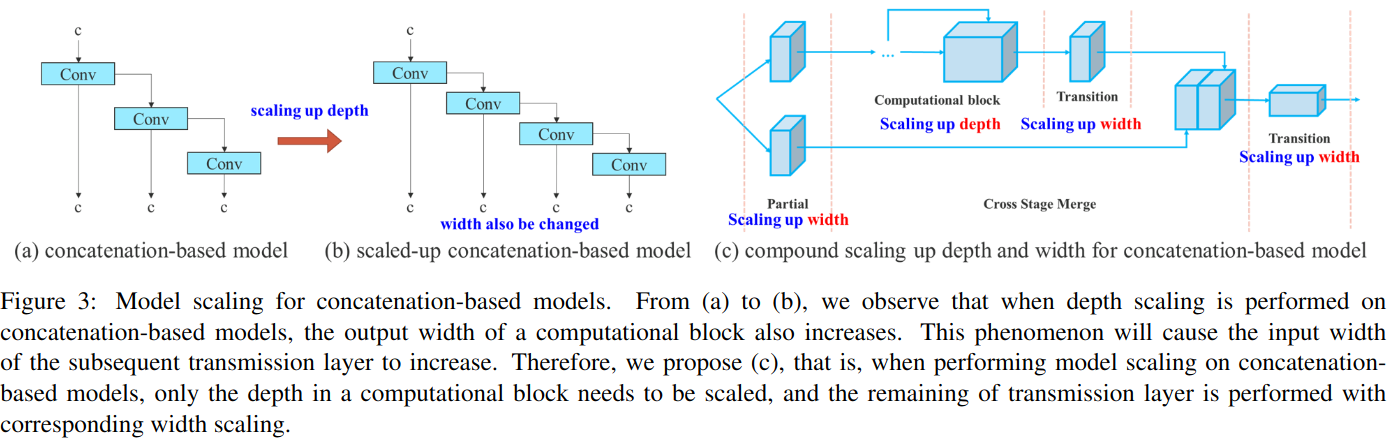 c
Conv
Conv
Conv
c c c
(a) concatenation-based model
scaling up depth
c
Conv
Conv
Conv
Conv
c c c c
width also be changed
(b) scaled-up concatenation-based model
...
Computational block
Scaling up depth
Transition
Scaling up width
Transition
Scaling up width
Partial
Scaling up width
Cross Stage Merge
(c) compound scaling up depth and width for concatenation-based model
Figure 3: Model scaling for concatenation-based models. From (a) to (b), we observe that when depth scaling is performed on
concatenation-based models, the output width of a computational block also increases. This phenomenon will cause the input width
of the subsequent transmission layer to increase. Therefore, we propose (c), that is, when performing model scaling on concatenation-
based models, only the depth in a computational block needs to be scaled, and the remaining of transmission layer is performed with
corresponding width scaling.